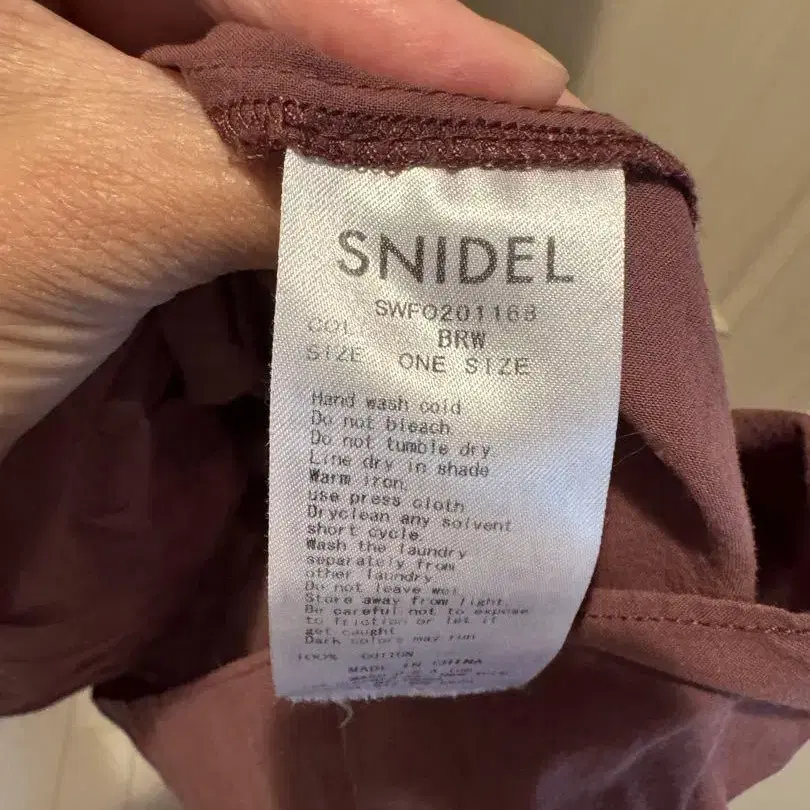 SNIDEL
SWFO201168
COL BRW
SIZE ONE SIZE
Hand wash cold
Do not bleach
Do not tumble dry
Line dry in shade
Warm iron.
use press cloth
Dryclean any solvent
short cycle
Wash the laundry
separately from
other laundry
Do not leave wet
Store away from light.
Be careful not to expose
to friction or let it
get caught
Dark colors may run
100% COTTON
MADE IN CHINA